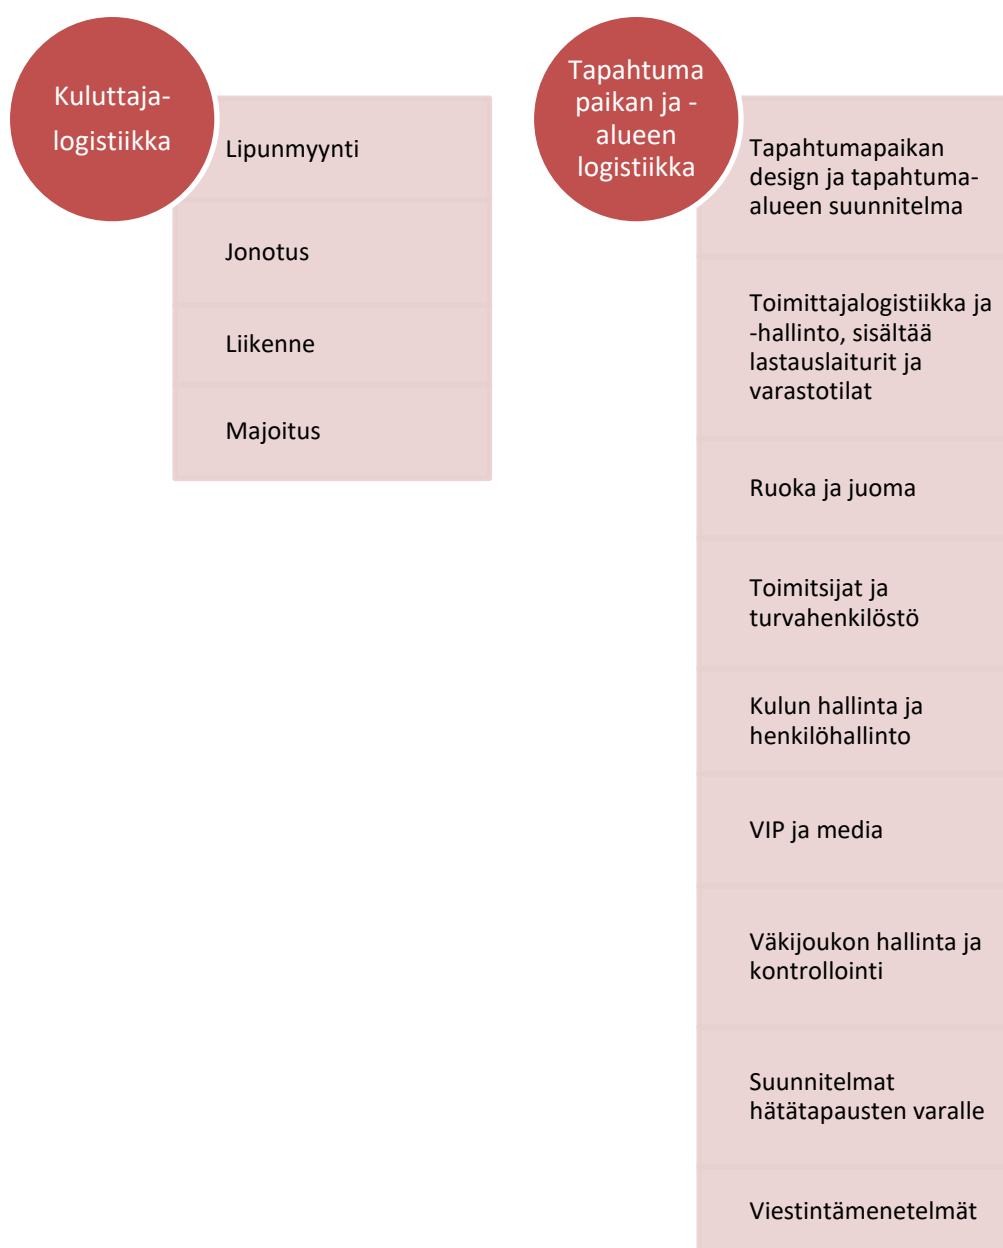 Kuluttaja-
logistiikka
Lipunmyynti
Jonotus
Liikenne
Majoitus
Tapahtuma
paikan ja -
alueen
logistiikka
Tapahtumapaikan
design ja tapahtuma-
alueen suunnitelma
Toimittajalogistiikka ja
-hallinto, sisältää
lastauslaiturit ja
varastotilat
Ruoka ja juoma
Toimitsijat ja
turvahenkilöstö
Kulun hallinta ja
henkilöhallinto
VIP ja media
Väkijoukon hallinta ja
kontrollointi
Suunnitelmat
hätätapausten varalle
Viestintämenetelmät